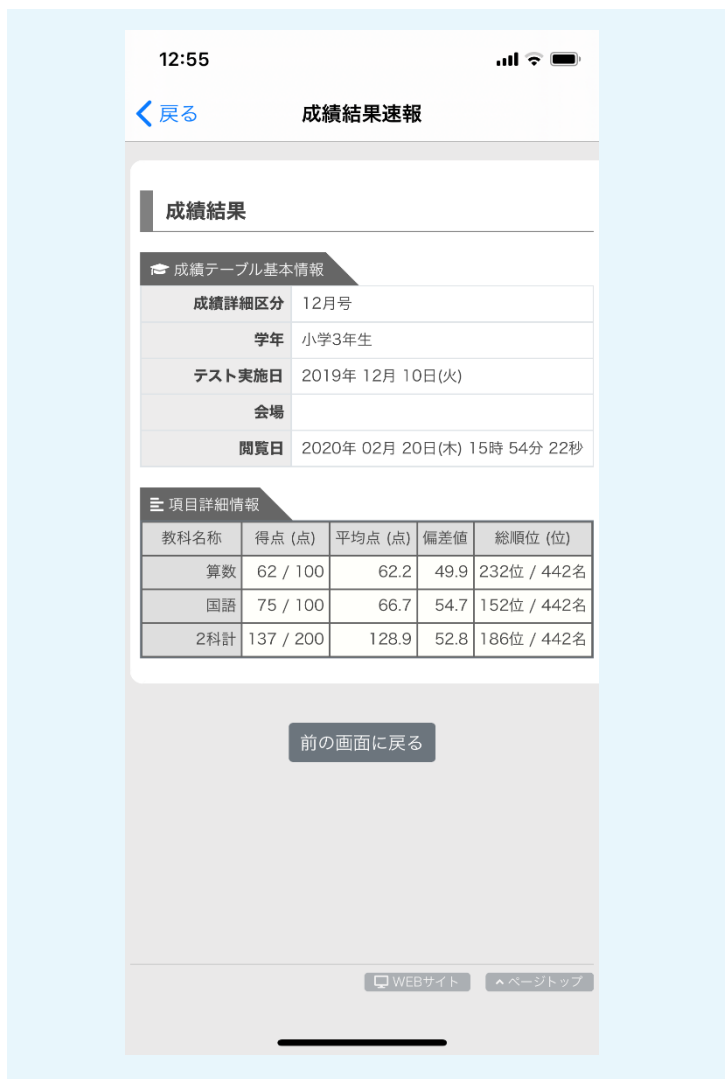 12:55
戻る 成績結果速報
成績結果
成績テーブル基本情報
成績詳細区分 12月号
学年 小学3年生
テスト実施日 2019年 12月 10日(火)
会場
閲覧日 2020年 02月 20日(木) 15時 54分 22秒
項目詳細情報
教科名称 得点 (点) 平均点 (点) 偏差値 総順位 (位)
算数 62 / 100 62.2 49.9 232位 / 442名
国語 75 / 100 66.7 54.7 152位 / 442名
2科計 137 / 200 128.9 52.8 186位 / 442名
前の画面に戻る
WEBサイト ページトップ